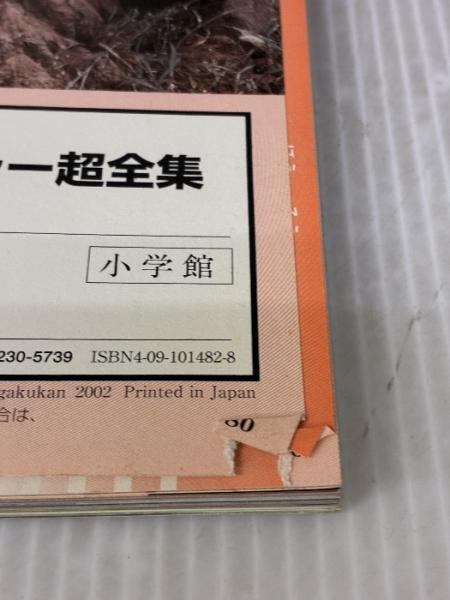 ー超全集
小学館
230-5739 ISBN4-09-101482-8
gakukan 2002 Printed in Japan
合は、
80